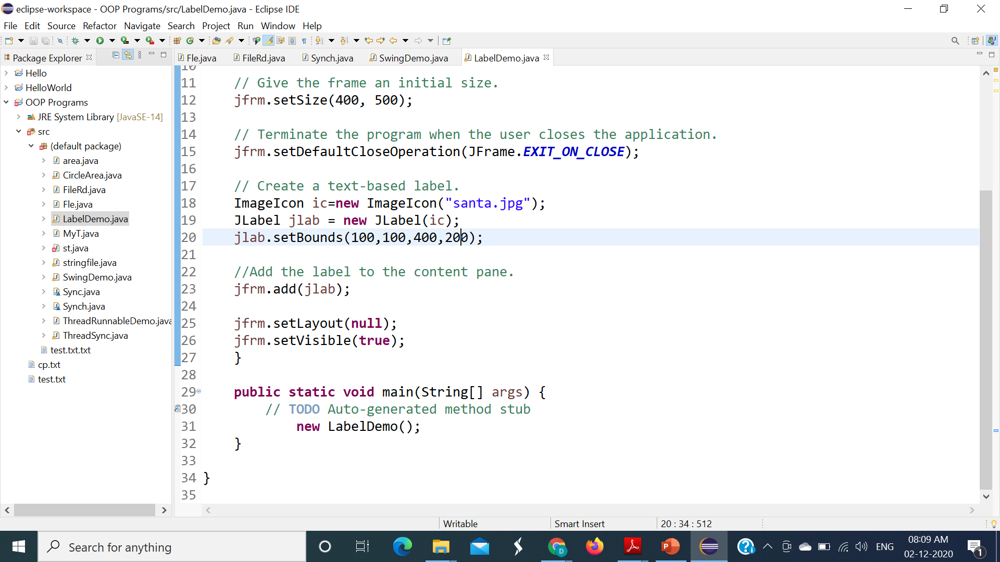 eclipse-workspace - OOP Programs/src/LabelDemo.java - Eclipse IDE
File Edit Source Refactor Navigate Search Project Run Window Help
Package Explorer
Fle.java FileRd.java Synch.java SwingDemo.java LabelDemo.java
Hello
HelloWorld
OOP Programs
JRE System Library [JavaSE-14]
src
(default package)
area.java
CircleArea.java
FileRd.java
Fle.java
LabelDemo.java
MyT.java
st.java
stringfile.java
SwingDemo.java
Sync.java
Synch.java
ThreadRunnableDemo.java
ThreadSync.java
test.txt.txt
cp.txt
test.txt
10
11 // Give the frame an initial size.
12 jfrm.setSize(400, 500);
13
14 // Terminate the program when the user closes the application.
15 jfrm.setDefaultCloseOperation(JFrame.EXIT_ON_CLOSE);
16
17 // Create a text-based label.
18 ImageIcon ic=new ImageIcon("santa.jpg");
19 JLabel jlab = new JLabel(ic);
20 jlab.setBounds(100,100,400,200);
21
22 //Add the label to the content pane.
23 jfrm.add(jlab);
24
25 jfrm.setLayout(null);
26 jfrm.setVisible(true);
27 }
28
29 public static void main(String[] args) {
30 // TODO Auto-generated method stub
31 new LabelDemo();
32 }
33
34 }
35
Writable Smart Insert 20 : 34 : 512
Search for anything
ENG
08:09 AM
02-12-2020
1